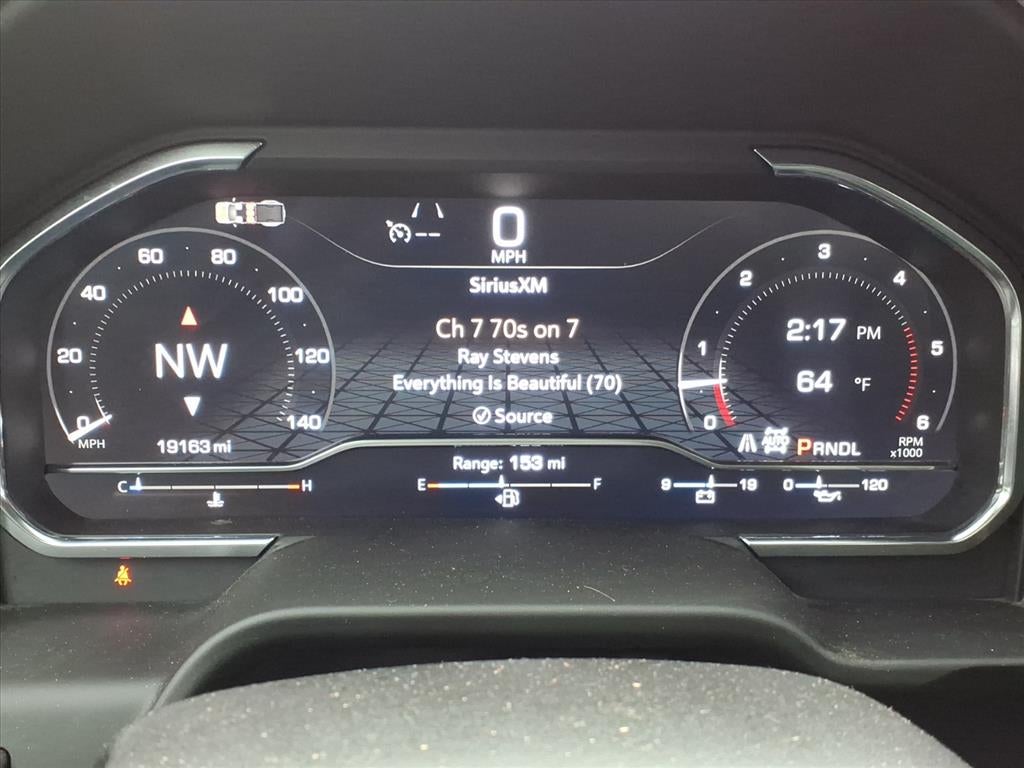 0
MPH
SiriusXM
Ch 7 70s on 7
Ray Stevens
Everything Is Beautiful (70)
Source
0
20
40
60
80
100
120
140
MPH
NW
19163 mi
0
1
2
3
4
5
6
RPM
x1000
2:17 PM
64 °F
AUTO
PRNDL
Range: 153 mi
C H
E F
9 19
0 120